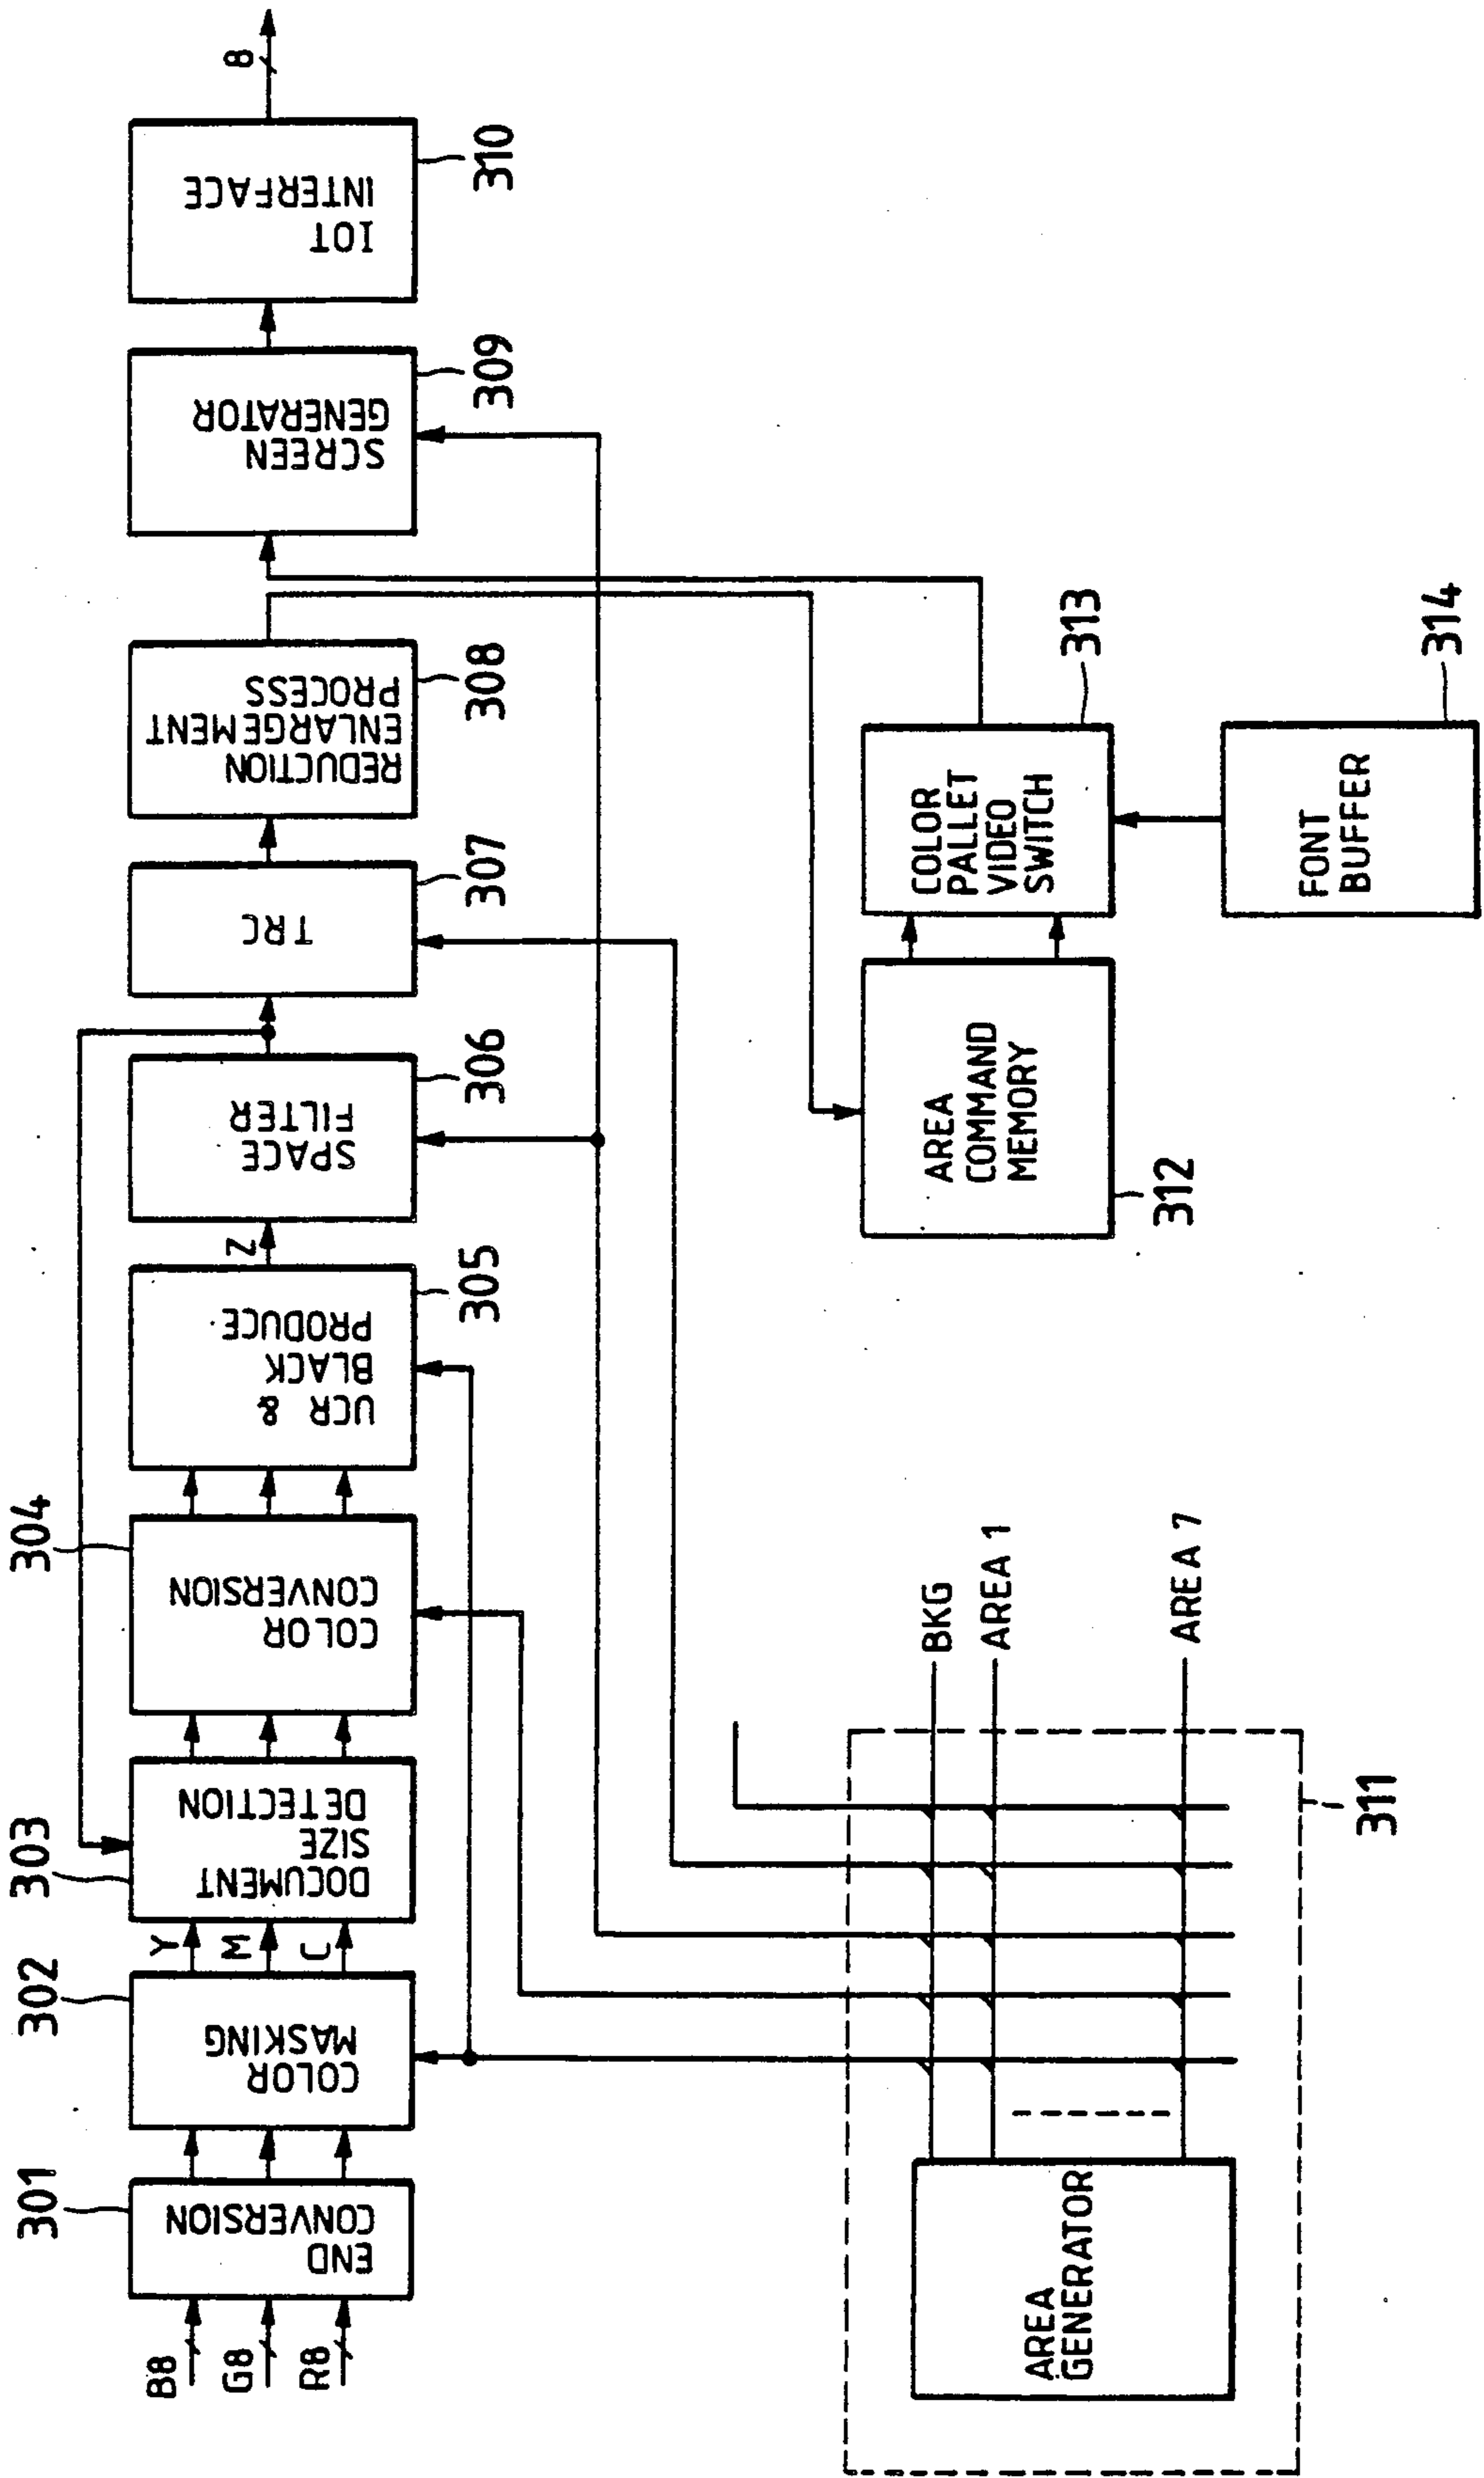 B8
G8
R8
301
END
CONVERSION
302
COLOR
MASKING
Y
M
C
303
DOCUMENT
SIZE
DETECTION
304
COLOR
CONVERSION
305
UCR &
BLACK
PRODUCE
Z
306
SPACE
FILTER
307
TRC
308
REDUCTION
ENLARGEMENT
PROCESS
309
SCREEN
GENERATOR
310
IOT
INTERFACE
8
AREA
GENERATOR
BKG
AREA 1
AREA 7
311
312
AREA
COMMAND
MEMORY
313
COLOR
PALLET
VIDEO
SWITCH
314
FONT
BUFFER